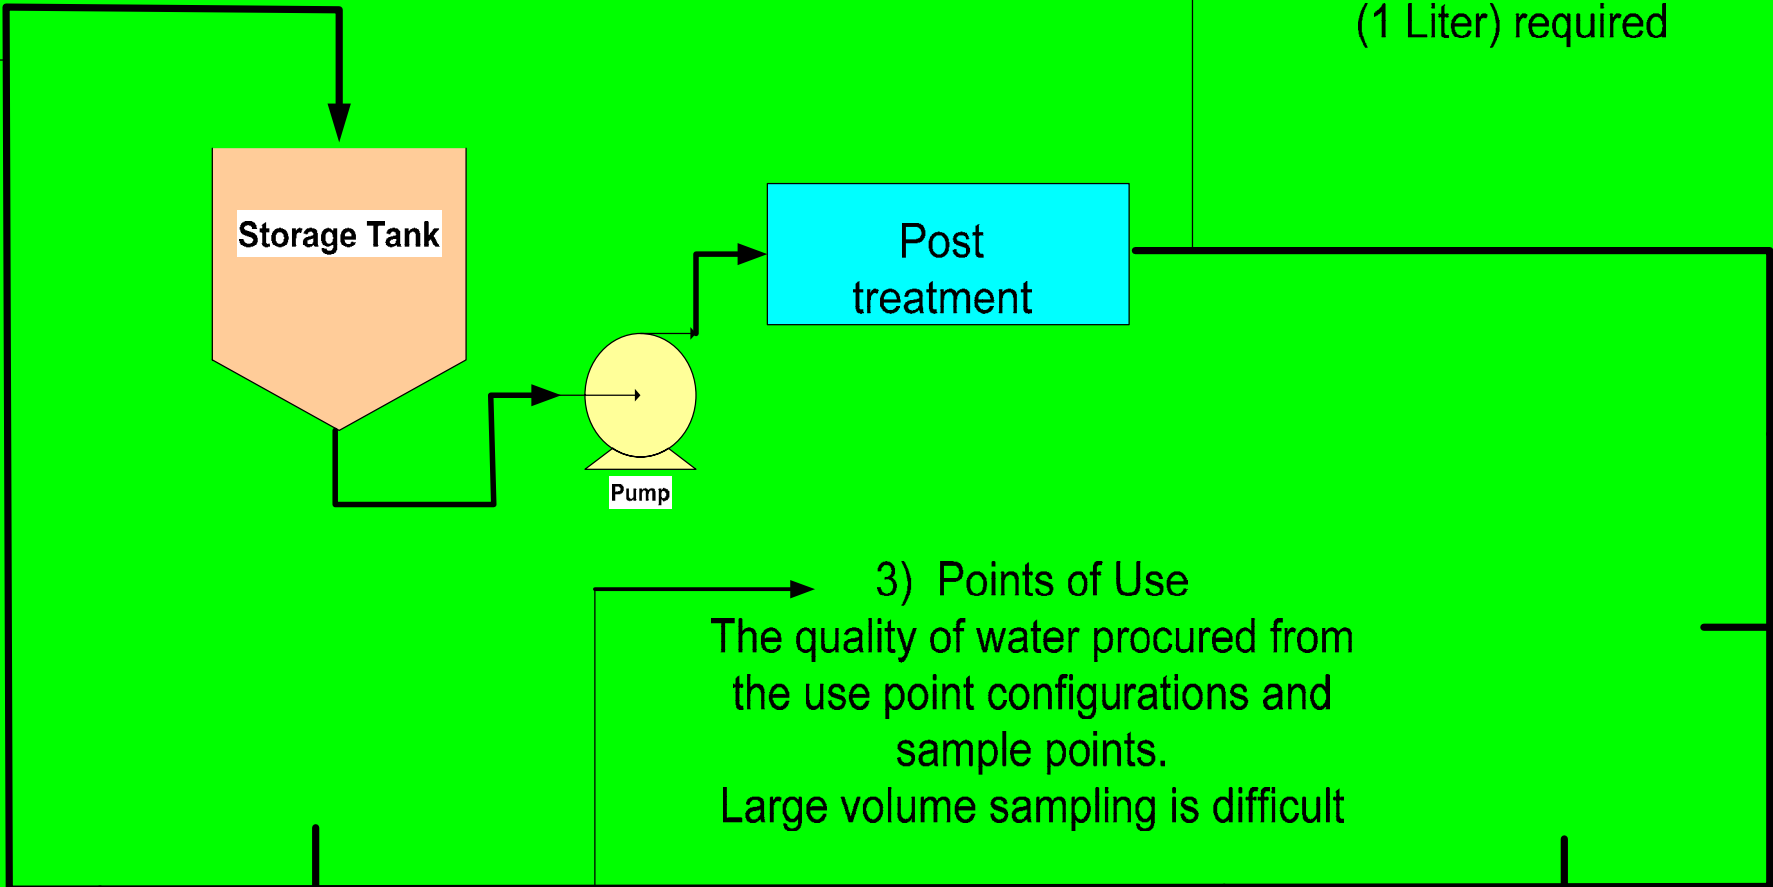 (1 Liter) required
Storage Tank
Post
treatment
Pump
3)  Points of Use
The quality of water procured from
the use point configurations and
sample points.
Large volume sampling is difficult